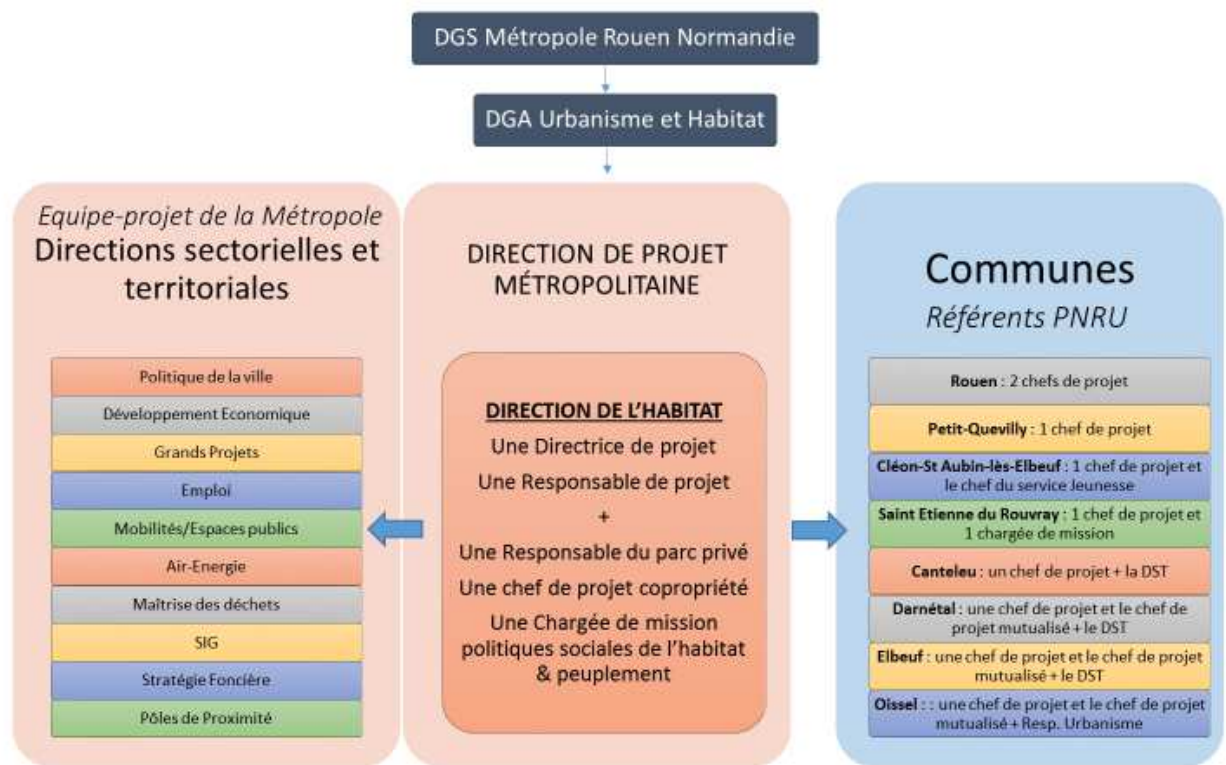 DGS Métropole Rouen Normandie
DGA Urbanisme et Habitat
Equipe-projet de la Métropole
Directions sectorielles et
territoriales
Politique de la ville
Développement Economique
Grands Projets
Emploi
Mobilités/Espaces publics
Air-Energie
Maîtrise des déchets
SIG
Stratégie Foncière
Pôles de Proximité
DIRECTION DE PROJET
MÉTROPOLITAINE
DIRECTION DE L'HABITAT
Une Directrice de projet
Une Responsable de projet
+
Une Responsable du parc privé
Une chef de projet copropriété
Une Chargée de mission
politiques sociales de l'habitat
& peuplement
Communes
Référents PNRU
Rouen : 2 chefs de projet
Petit-Quevilly : 1 chef de projet
Cléon-St Aubin-lès-Elbeuf : 1 chef de projet et
le chef du service Jeunesse
Saint Etienne du Rouvray : 1 chef de projet et
1 chargée de mission
Canteleu : un chef de projet + la DST
Darnétal : une chef de projet et le chef de
projet mutualisé + le DST
Elbeuf : une chef de projet et le chef de projet
mutualisé + le DST
Oissel : : une chef de projet et le chef de projet
mutualisé + Resp. Urbanisme